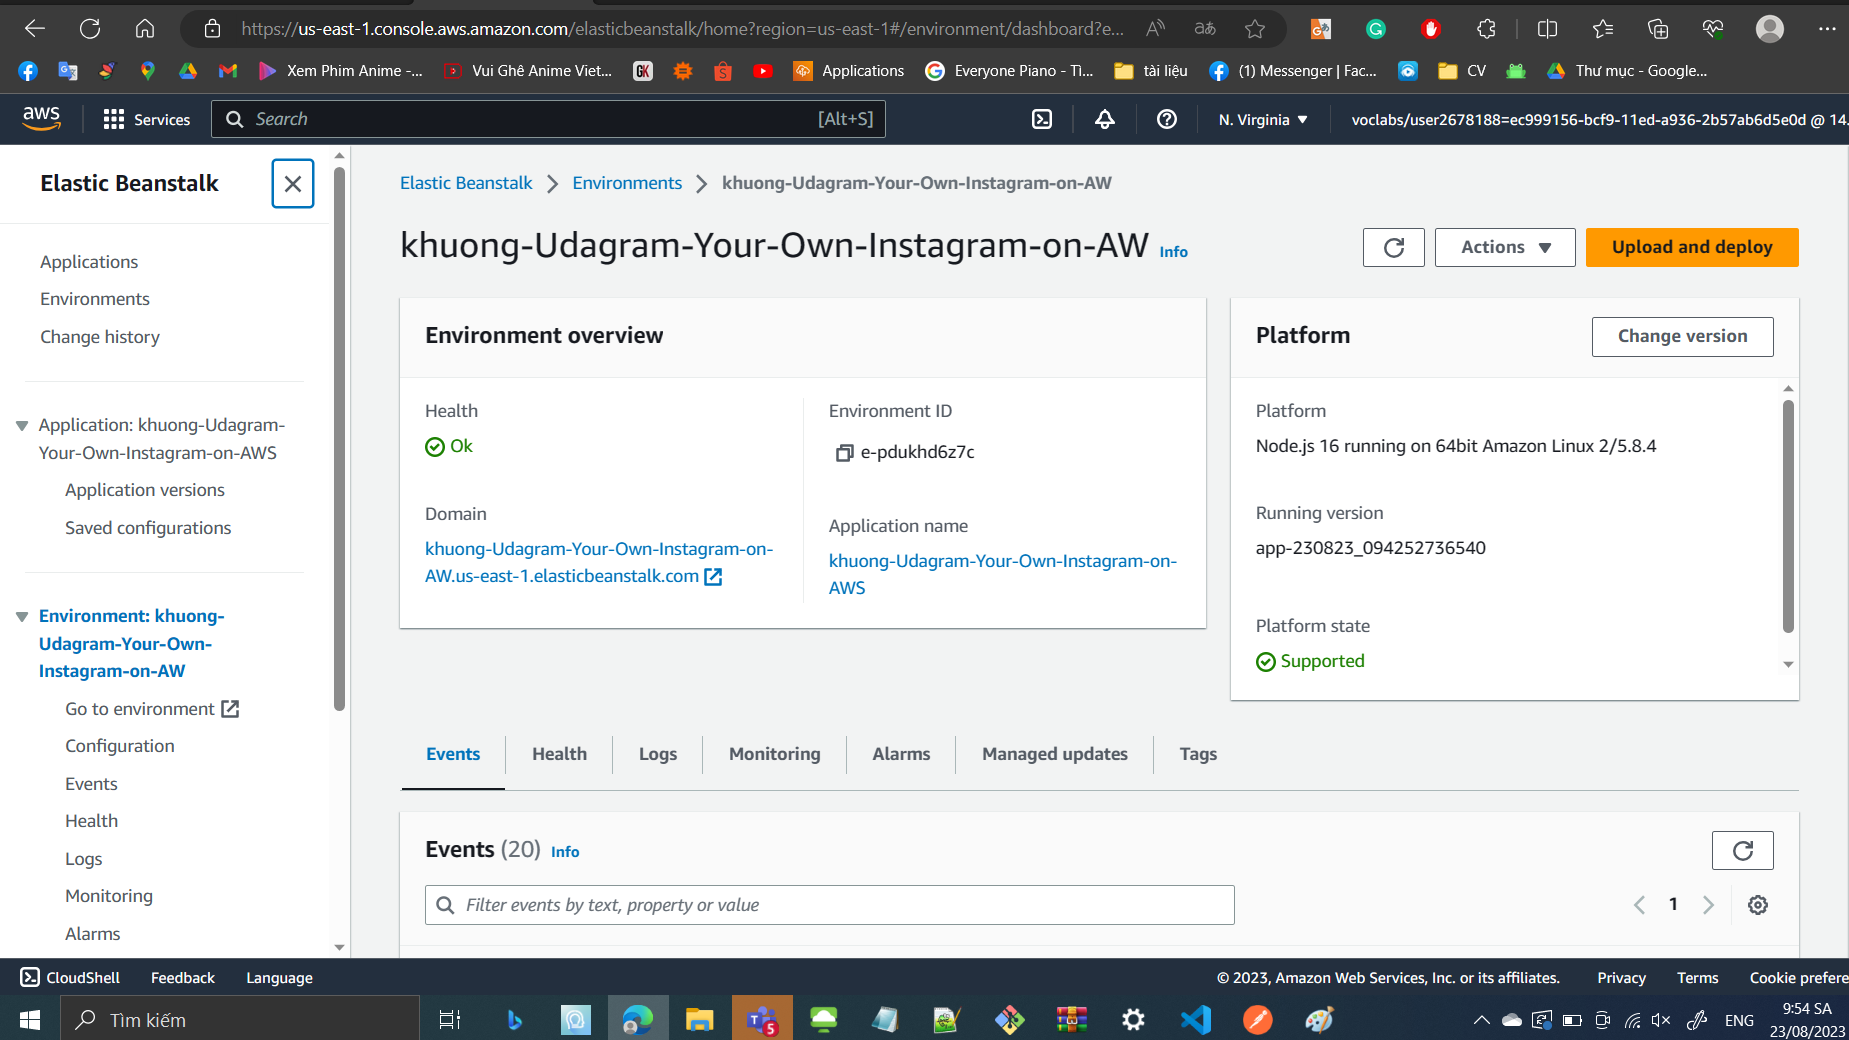 https://us-east-1.console.aws.amazon.com/elasticbeanstalk/home?region=us-east-1#/environment/dashboard?e...
Xem Phim Anime -...
Vui Ghê Anime Viet...
GK
Applications
Everyone Piano - Tì...
tài liệu
(1) Messenger | Fac...
CV
Thư mục - Google...
aws
Services
Search
[Alt+S]
N. Virginia
voclabs/user2678188=ec999156-bcf9-11ed-a936-2b57ab6d5e0d @ 14.
Elastic Beanstalk
Applications
Environments
Change history
Application: khuong-Udagram-
Your-Own-Instagram-on-AWS
Application versions
Saved configurations
Environment: khuong-
Udagram-Your-Own-
Instagram-on-AW
Go to environment
Configuration
Events
Health
Logs
Monitoring
Alarms
Elastic Beanstalk
Environments
khuong-Udagram-Your-Own-Instagram-on-AW
khuong-Udagram-Your-Own-Instagram-on-AW Info
Actions
Upload and deploy
Environment overview
Health
Ok
Domain
khuong-Udagram-Your-Own-Instagram-on-
AW.us-east-1.elasticbeanstalk.com
Environment ID
e-pdukhd6z7c
Application name
khuong-Udagram-Your-Own-Instagram-on-
AWS
Platform
Change version
Platform
Node.js 16 running on 64bit Amazon Linux 2/5.8.4
Running version
app-230823_094252736540
Platform state
Supported
Events
Health
Logs
Monitoring
Alarms
Managed updates
Tags
Events (20) Info
Filter events by text, property or value
1
CloudShell
Feedback
Language
© 2023, Amazon Web Services, Inc. or its affiliates.
Privacy
Terms
Cookie prefere
Tìm kiếm
5
ENG
9:54 SA
23/08/2023